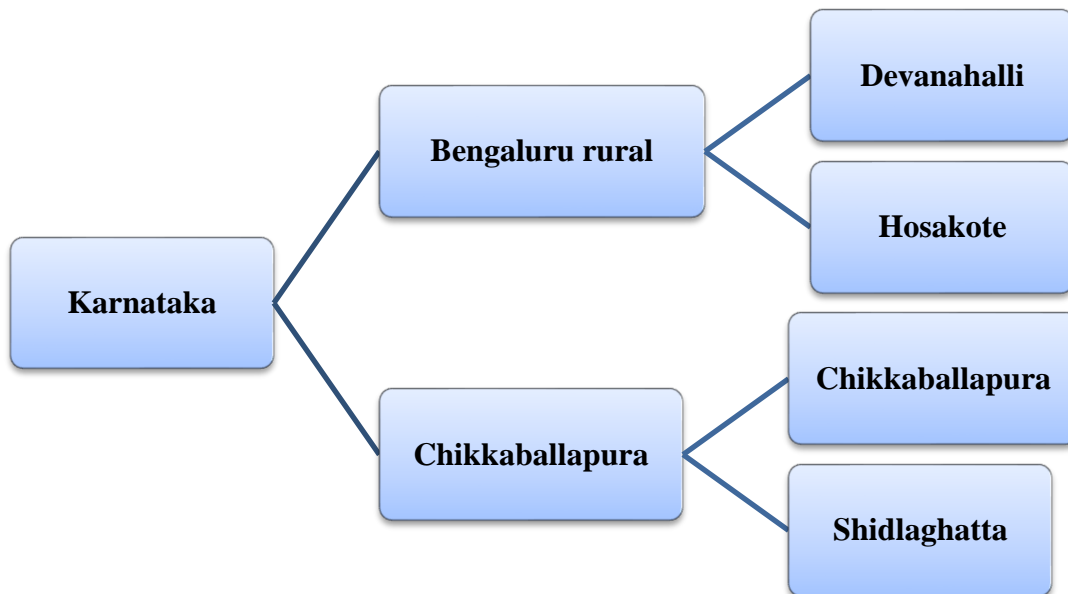 Karnataka
Bengaluru rural
Devanahalli
Hosakote
Chikkaballapura
Chikkaballapura
Shidlaghatta